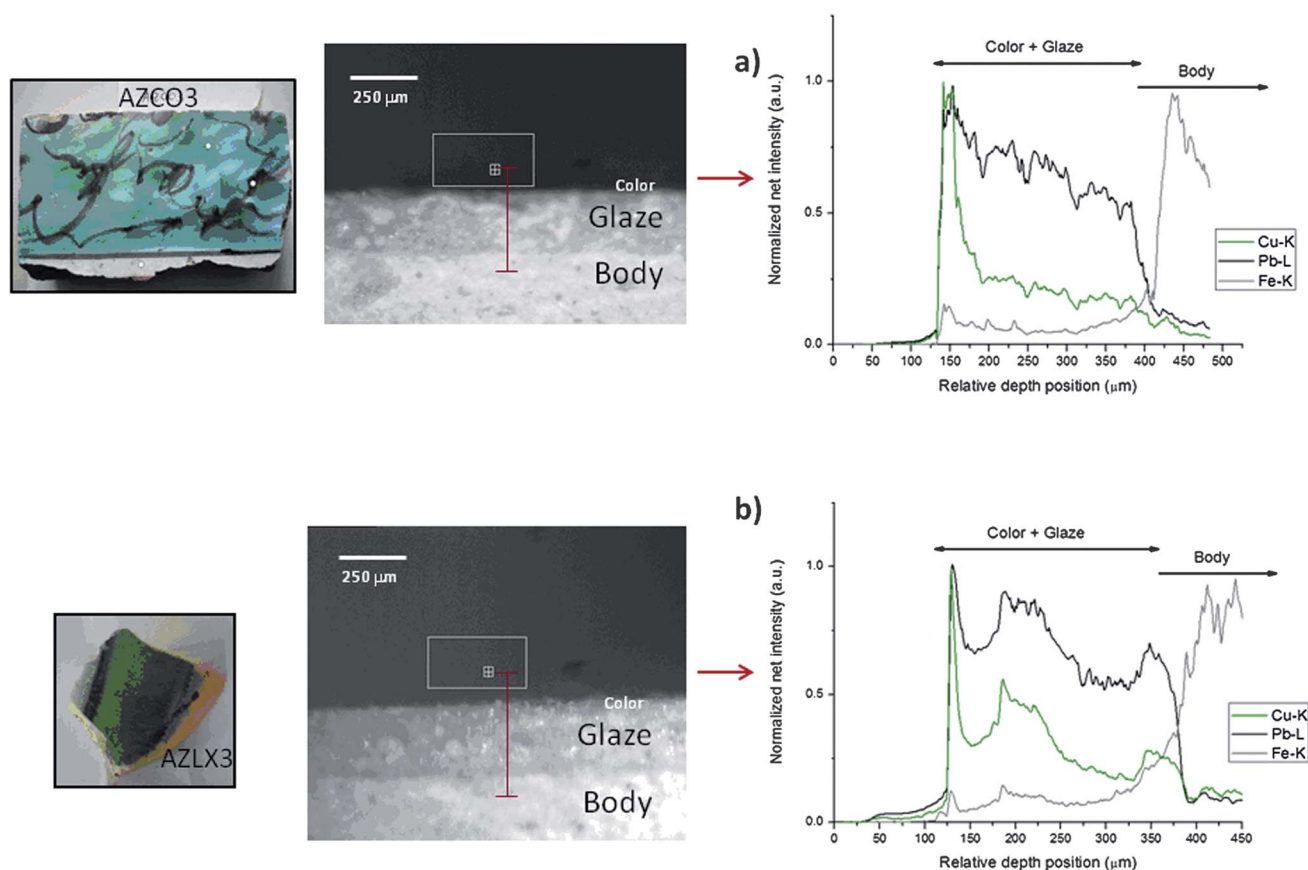 AZCO3
250 µm
Color
Glaze
Body
a)
Color + Glaze
Body
Normalized net intensity (a.u.)
1.0
0.5
0.0
Cu-K
Pb-L
Fe-K
0 50 100 150 200 250 300 350 400 450 500
Relative depth position (µm)
AZLX3
250 µm
Color
Glaze
Body
b)
Color + Glaze
Body
Normalized net intensity (a.u.)
1.0
0.5
0.0
Cu-K
Pb-L
Fe-K
0 50 100 150 200 250 300 350 400 450
Relative depth position (µm)